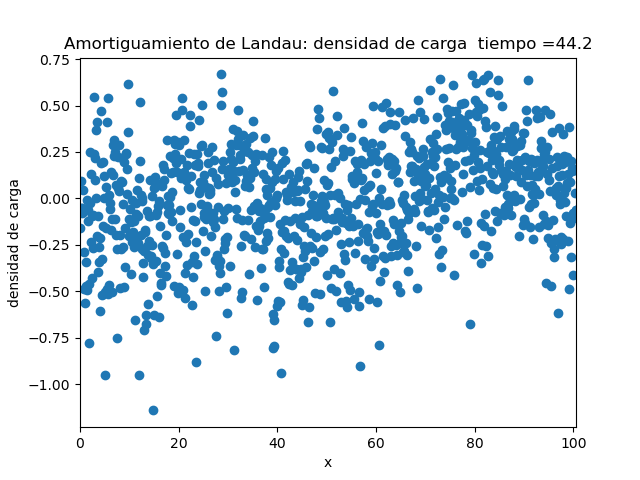 Amortiguamiento de Landau: densidad de carga  tiempo =44.2
densidad de carga
0.75
0.50
0.25
0.00
−0.25
−0.50
−0.75
−1.00
0 20 40 60 80 100
x